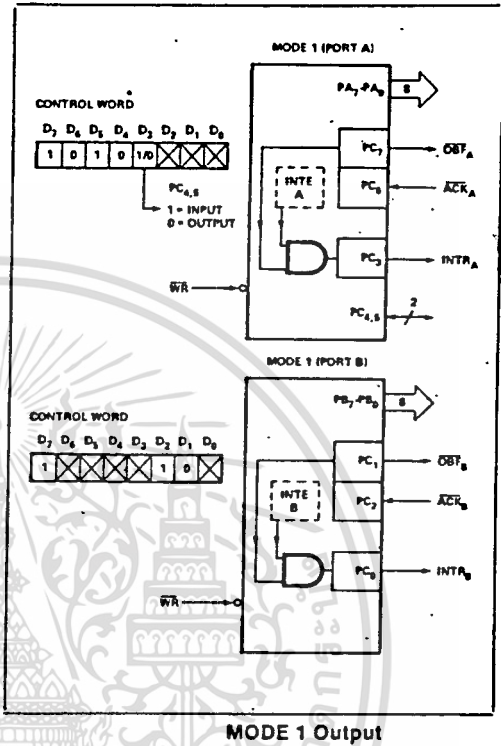 MODE 1 (PORT A)
CONTROL WORD
D7 D6 D5 D4 D3 D2 D1 D0
1 0 1 0 1/0
PC4,5
1 = INPUT
0 = OUTPUT
PA7-PA0
8
PC7
OBFA
PC6
ACKA
INTE
A
PC3
INTRA
WR
PC4,5
2
MODE 1 (PORT B)
CONTROL WORD
D7 D6 D5 D4 D3 D2 D1 D0
1 1 0
PB7-PB0
8
PC1
OBFB
PC2
ACKB
INTE
B
PC0
INTRB
WR
MODE 1 Output